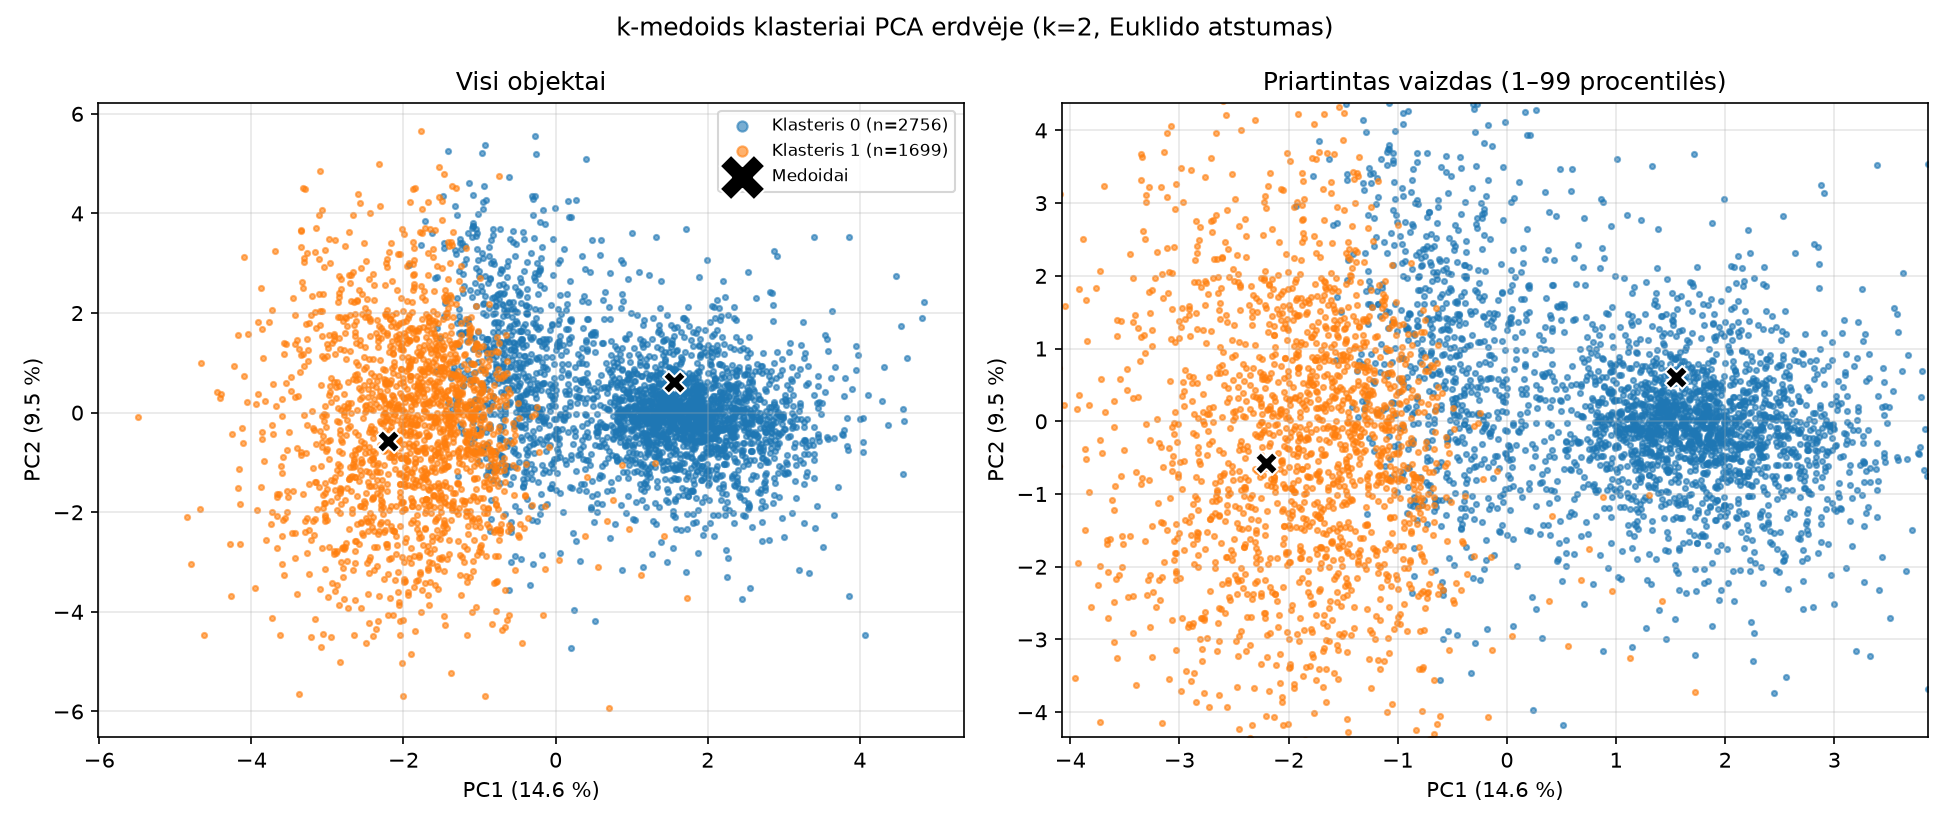 k-medoids klasteriai PCA erdvėje (k=2, Euklido atstumas)
Visi objektai
Klasteris 0 (n=2756)
Klasteris 1 (n=1699)
Medoidai
6
4
2
0
−2
−4
−6
PC2 (9.5 %)
−6 −4 −2 0 2 4
PC1 (14.6 %)
Priartintas vaizdas (1–99 procentilės)
4
3
2
1
0
−1
−2
−3
−4
PC2 (9.5 %)
−4 −3 −2 −1 0 1 2 3
PC1 (14.6 %)